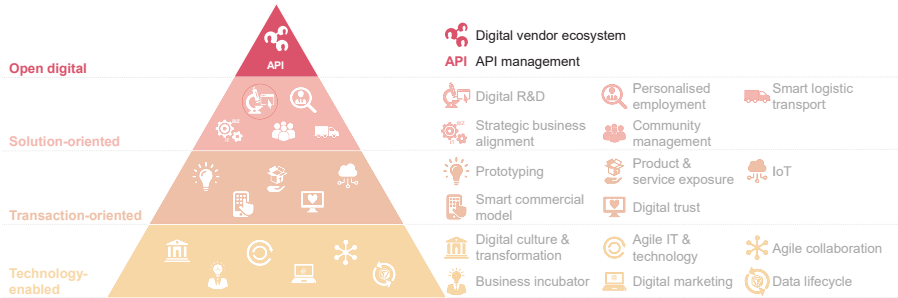 Open digital
API
Digital vendor ecosystem
API API management
Solution-oriented
Digital R&D
Personalised
employment
Smart logistic
transport
Strategic business
alignment
Community
management
Transaction-oriented
Prototyping
Product &
service exposure
IoT
Smart commercial
model
Digital trust
Technology-
enabled
Digital culture &
transformation
Agile IT &
technology
Agile collaboration
Business incubator
Digital marketing
Data lifecycle